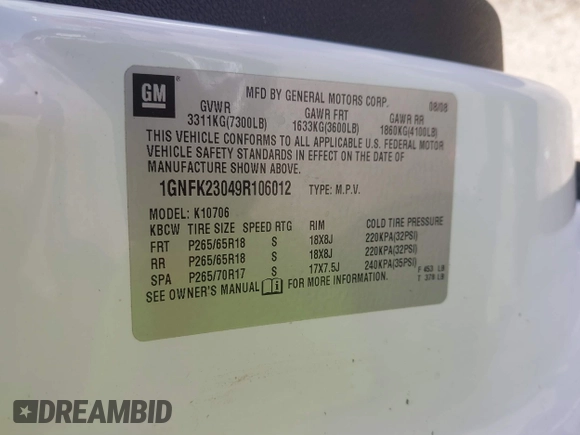 GM
MFD BY GENERAL MOTORS CORP. 08/08
GVWR GAWR FRT GAWR RR
3311KG(7300LB) 1633KG(3600LB) 1860KG(4100LB)
THIS VEHICLE CONFORMS TO ALL APPLICABLE U.S. FEDERAL MOTOR
VEHICLE SAFETY STANDARDS IN EFFECT ON THE DATE OF
MANUFACTURE SHOWN ABOVE.
1GNFK23049R106012 TYPE: M.P.V.
MODEL: K10706
KBCW TIRE SIZE SPEED RTG RIM COLD TIRE PRESSURE
FRT P265/65R18 S 18X8J 220KPA(32PSI)
RR P265/65R18 S 18X8J 220KPA(32PSI)
SPA P265/70R17 S 17X7.5J 240KPA(35PSI)
F 453 LB
T 379 LB
SEE OWNER'S MANUAL i FOR MORE INFORMATION.
DREAMBID